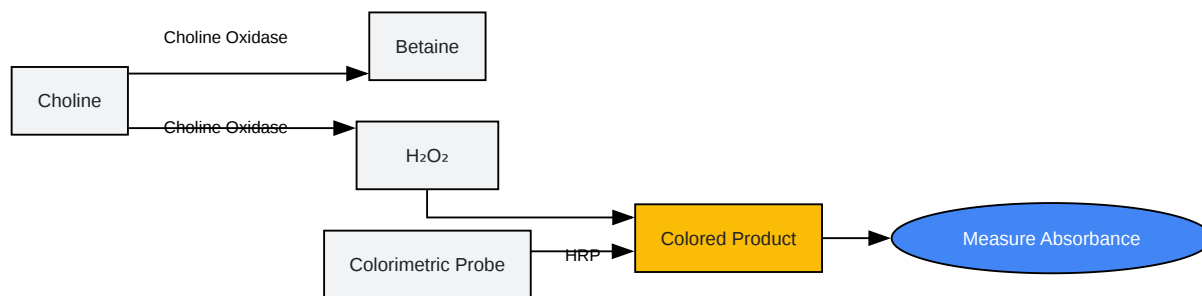 Choline Oxidase
Betaine
Choline
Choline Oxidase
H₂O₂
Colored Product
Measure Absorbance
HRP
Colorimetric Probe